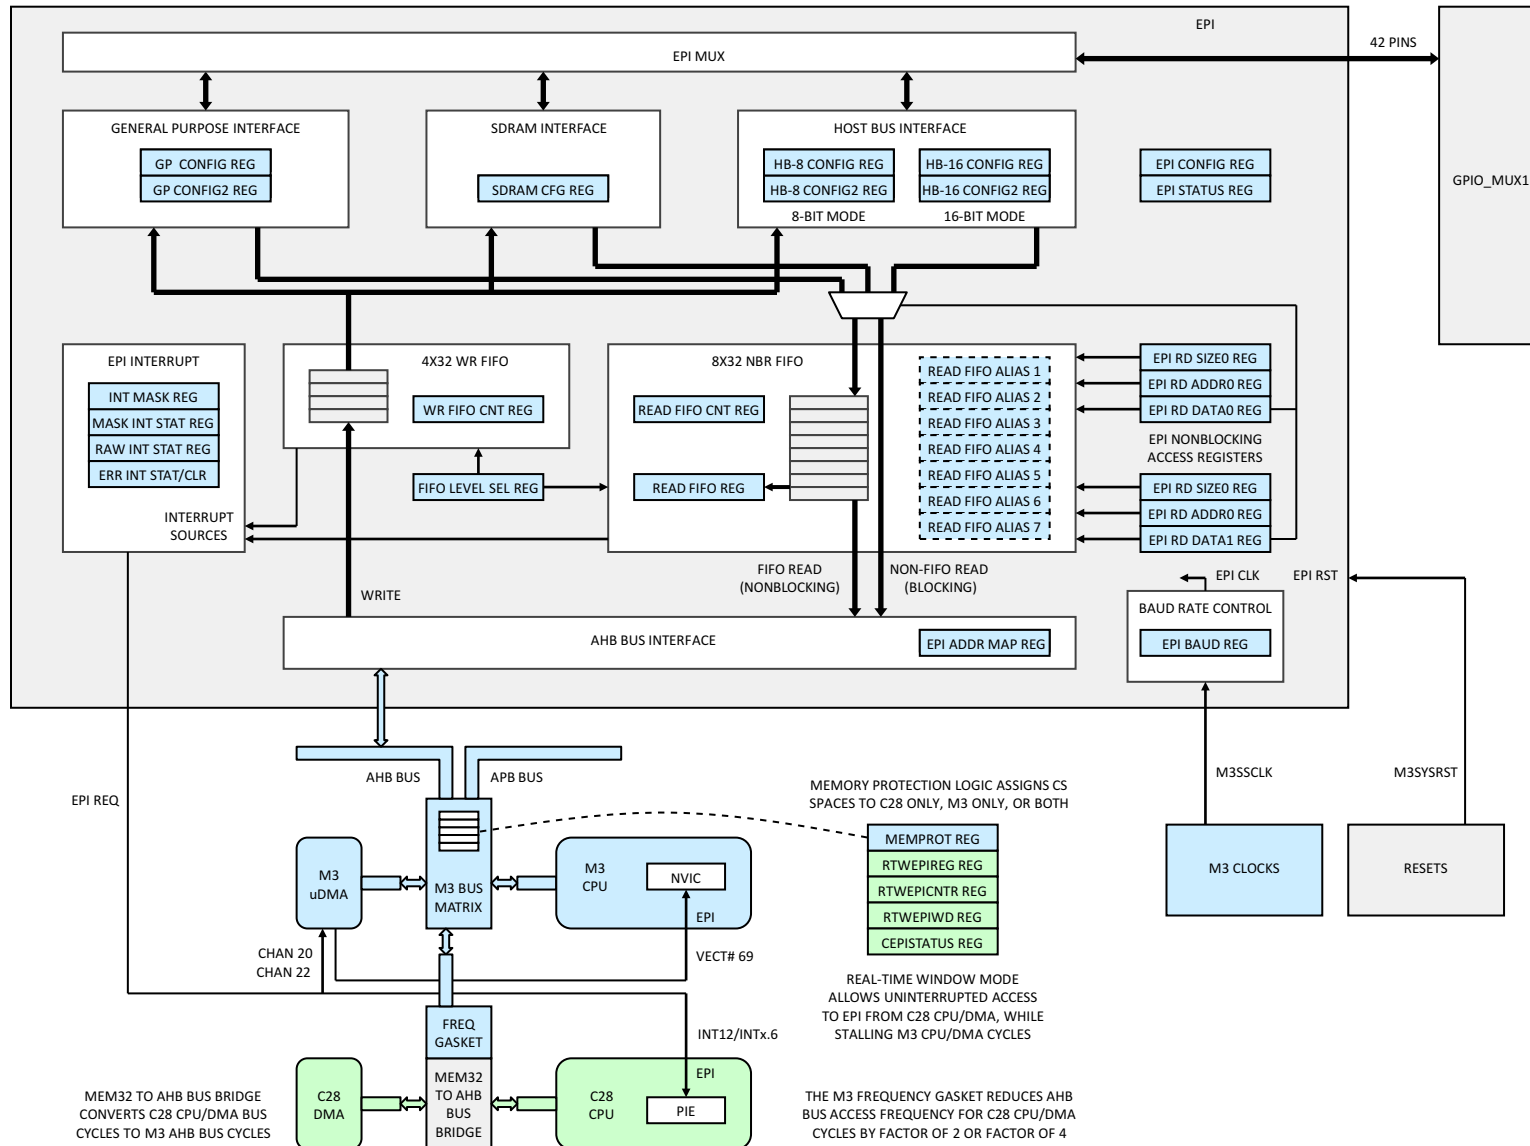 EPI
42 PINS
EPI MUX
GENERAL PURPOSE INTERFACE
SDRAM INTERFACE
HOST BUS INTERFACE
GP CONFIG REG
GP CONFIG2 REG
SDRAM CFG REG
HB-8 CONFIG REG
HB-8 CONFIG2 REG
8-BIT MODE
HB-16 CONFIG REG
HB-16 CONFIG2 REG
16-BIT MODE
EPI CONFIG REG
EPI STATUS REG
GPIO_MUX1
EPI INTERRUPT
INT MASK REG
MASK INT STAT REG
RAW INT STAT REG
ERR INT STAT/CLR
INTERRUPT
SOURCES
4X32 WR FIFO
WR FIFO CNT REG
FIFO LEVEL SEL REG
8X32 NBR FIFO
READ FIFO CNT REG
READ FIFO REG
READ FIFO ALIAS 1
READ FIFO ALIAS 2
READ FIFO ALIAS 3
READ FIFO ALIAS 4
READ FIFO ALIAS 5
READ FIFO ALIAS 6
READ FIFO ALIAS 7
EPI RD SIZE0 REG
EPI RD ADDR0 REG
EPI RD DATA0 REG
EPI NONBLOCKING
ACCESS REGISTERS
EPI RD SIZE0 REG
EPI RD ADDR0 REG
EPI RD DATA1 REG
WRITE
FIFO READ
(NONBLOCKING)
NON-FIFO READ
(BLOCKING)
EPI CLK
EPI RST
BAUD RATE CONTROL
EPI BAUD REG
AHB BUS INTERFACE
EPI ADDR MAP REG
AHB BUS
APB BUS
EPI REQ
M3SSCLK
M3SYSRST
MEMORY PROTECTION LOGIC ASSIGNS CS
SPACES TO C28 ONLY, M3 ONLY, OR BOTH
MEMPROT REG
RTWEPIREG REG
RTWEPICNTR REG
RTWEPIWD REG
CEPISTATUS REG
M3 CLOCKS
RESETS
M3
uDMA
M3 BUS
MATRIX
M3
CPU
NVIC
EPI
CHAN 20
CHAN 22
VECT# 69
REAL-TIME WINDOW MODE
ALLOWS UNINTERRUPTED ACCESS
TO EPI FROM C28 CPU/DMA, WHILE
STALLING M3 CPU/DMA CYCLES
FREQ
GASKET
INT12/INTx.6
MEM32 TO AHB BUS BRIDGE
CONVERTS C28 CPU/DMA BUS
CYCLES TO M3 AHB BUS CYCLES
C28
DMA
MEM32
TO AHB
BUS
BRIDGE
C28
CPU
EPI
PIE
THE M3 FREQUENCY GASKET REDUCES AHB
BUS ACCESS FREQUENCY FOR C28 CPU/DMA
CYCLES BY FACTOR OF 2 OR FACTOR OF 4